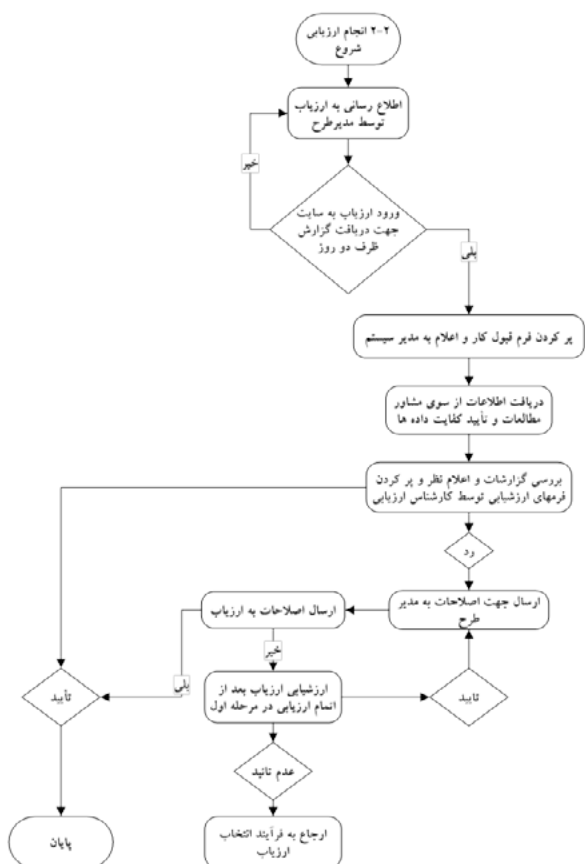 ۲-۲ انجام ارزیابی
شروع
اطلاع رسانی به ارزیاب
توسط مدیرطرح
خیر
ورود ارزیاب به سایت
جهت دریافت گزارش
ظرف دو روز
بلی
پر کردن فرم قبول کار و اعلام به مدیر سیستم
دریافت اطلاعات از سوی مشاور
مطالعات و تأیید کفایت داده ها
بررسی گزارشات و اعلام نظر و پر کردن
فرمهای ارزشیابی توسط کارشناس ارزیابی
رد
ارسال جهت اصلاحات به مدیر
طرح
ارسال اصلاحات به ارزیاب
خیر
بلی
تأیید
ارزشیابی ارزیاب بعد از
اتمام ارزیابی در مرحله اول
تایید
عدم تائید
پایان
ارجاع به فرآیند انتخاب
ارزیاب